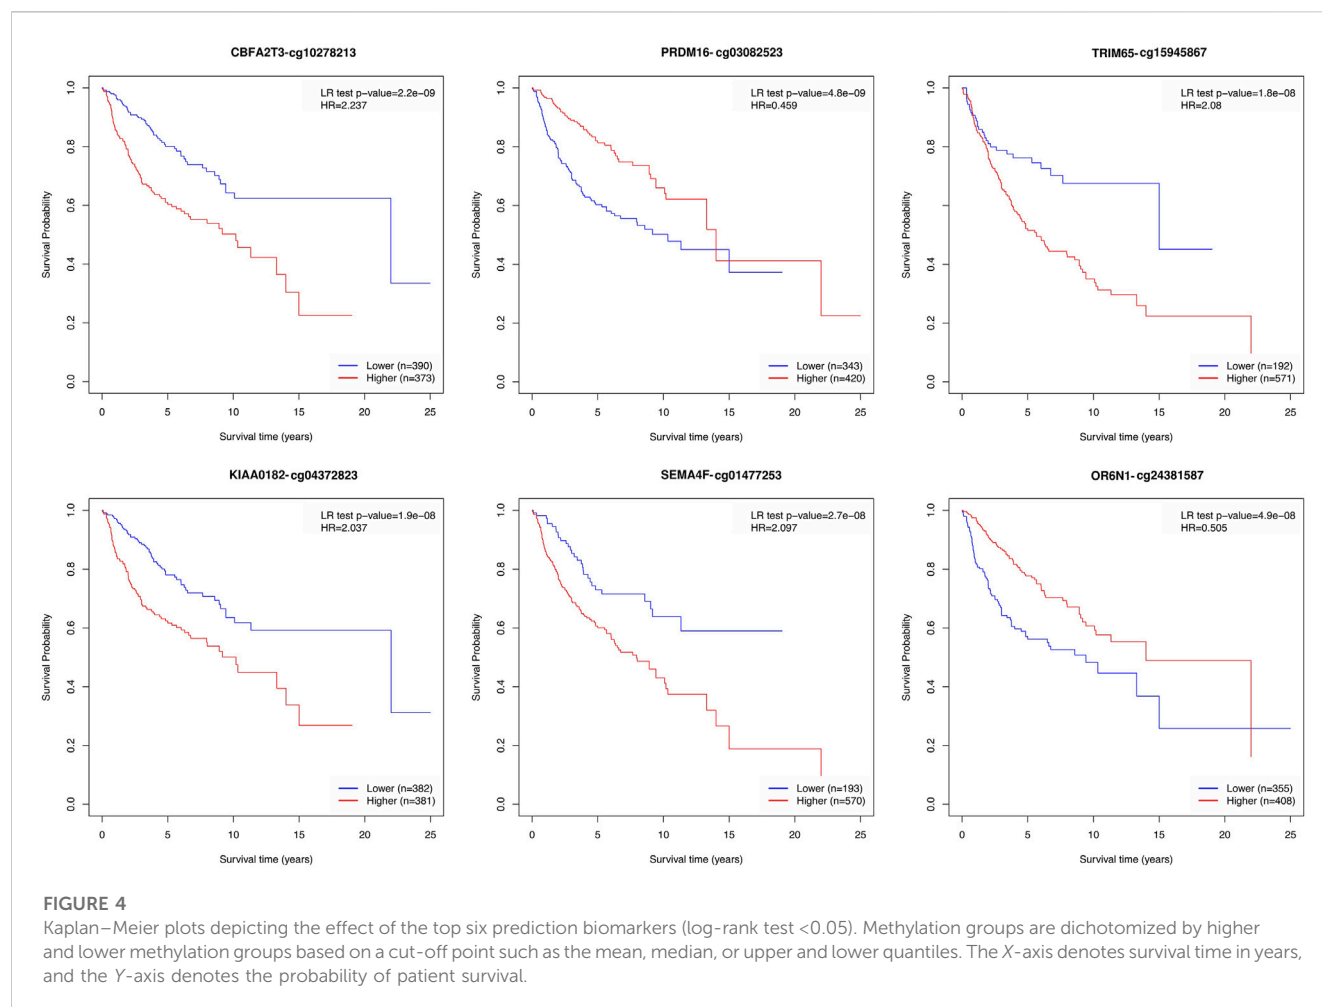 CBFA2T3-cg10278213
LR test p-value=2.2e-09
HR=2.237
Survival Probability
1.0
0.8
0.6
0.4
0.2
0.0
Lower (n=390)
Higher (n=373)
0 5 10 15 20 25
Survival time (years)
PRDM16-cg03082523
LR test p-value=4.8e-09
HR=0.459
Survival Probability
1.0
0.8
0.6
0.4
0.2
0.0
Lower (n=343)
Higher (n=420)
0 5 10 15 20 25
Survival time (years)
TRIM65-cg15945867
LR test p-value=1.8e-08
HR=2.08
Survival Probability
1.0
0.8
0.6
0.4
0.2
0.0
Lower (n=192)
Higher (n=571)
0 5 10 15 20 25
Survival time (years)
KIAA0182-cg04372823
LR test p-value=1.9e-08
HR=2.037
Survival Probability
1.0
0.8
0.6
0.4
0.2
0.0
Lower (n=382)
Higher (n=381)
0 5 10 15 20 25
Survival time (years)
SEMA4F-cg01477253
LR test p-value=2.7e-08
HR=2.097
Survival Probability
1.0
0.8
0.6
0.4
0.2
0.0
Lower (n=193)
Higher (n=570)
0 5 10 15 20 25
Survival time (years)
OR6N1-cg24381587
LR test p-value=4.9e-08
HR=0.505
Survival Probability
1.0
0.8
0.6
0.4
0.2
0.0
Lower (n=355)
Higher (n=408)
0 5 10 15 20 25
Survival time (years)
FIGURE 4
Kaplan–Meier plots depicting the effect of the top six prediction biomarkers (log-rank test <0.05). Methylation groups are dichotomized by higher
and lower methylation groups based on a cut-off point such as the mean, median, or upper and lower quantiles. The X-axis denotes survival time in years,
and the Y-axis denotes the probability of patient survival.